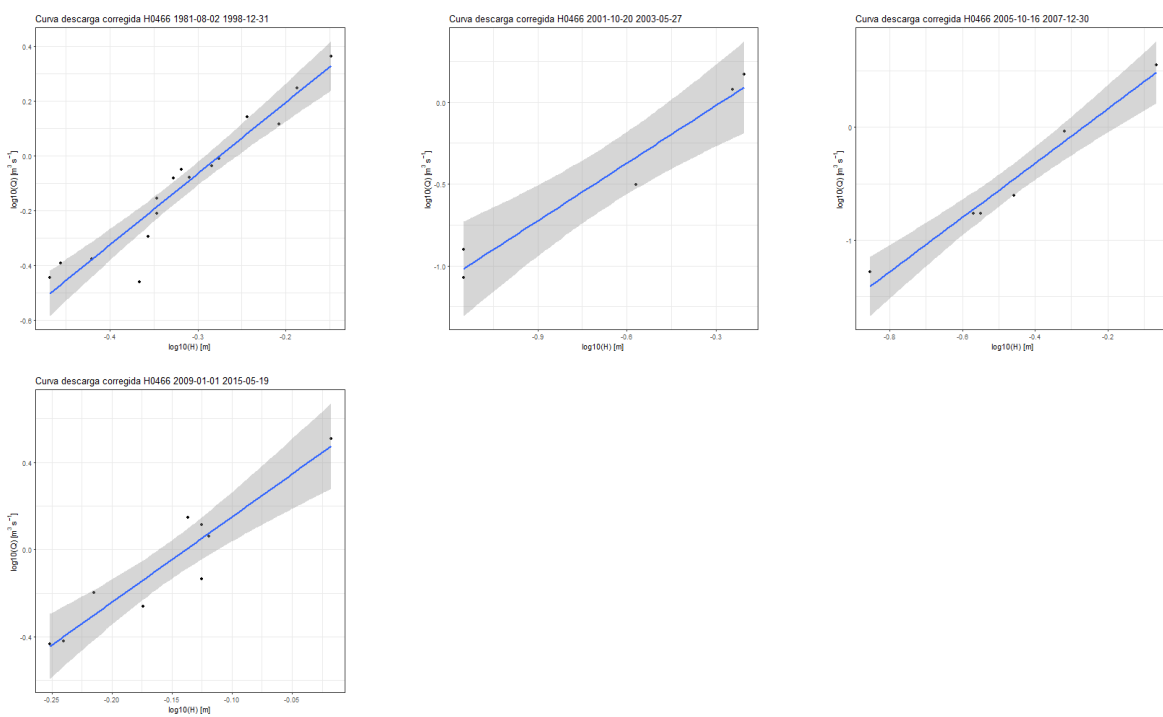 Curva descarga corregida H0466 1981-08-02 1998-12-31
log10(Q) [m³ s⁻¹]
0.4
0.2
0.0
-0.2
-0.4
-0.6
-0.4 -0.3 -0.2
log10(H) [m]
Curva descarga corregida H0466 2001-10-20 2003-05-27
log10(Q) [m³ s⁻¹]
0.0
-0.5
-1.0
-0.9 -0.6 -0.3
log10(H) [m]
Curva descarga corregida H0466 2005-10-16 2007-12-30
log10(Q) [m³ s⁻¹]
0
-1
-0.8 -0.6 -0.4 -0.2
log10(H) [m]
Curva descarga corregida H0466 2009-01-01 2015-05-19
log10(Q) [m³ s⁻¹]
0.4
0.0
-0.4
-0.25 -0.20 -0.15 -0.10 -0.05
log10(H) [m]